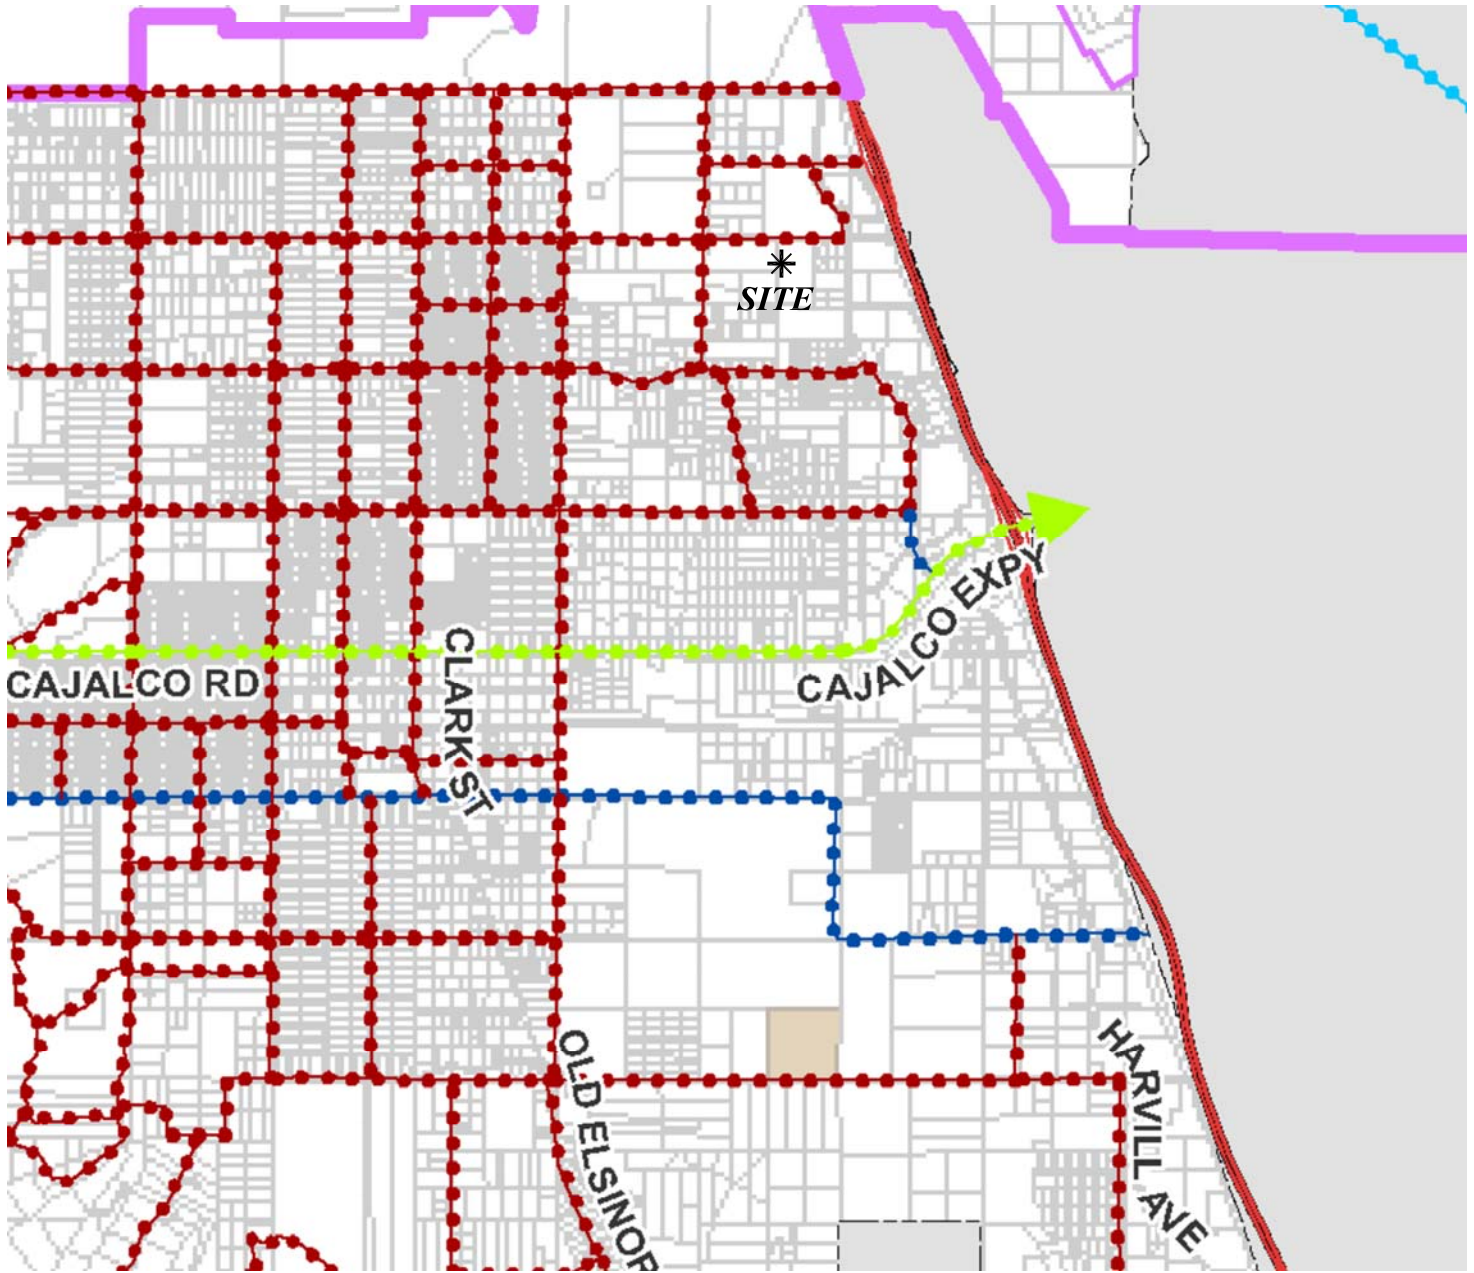 SITE
CAJALCO EXPY
CLARK ST
CAJALCO RD
OLD ELSINOR
HARVILL AVE